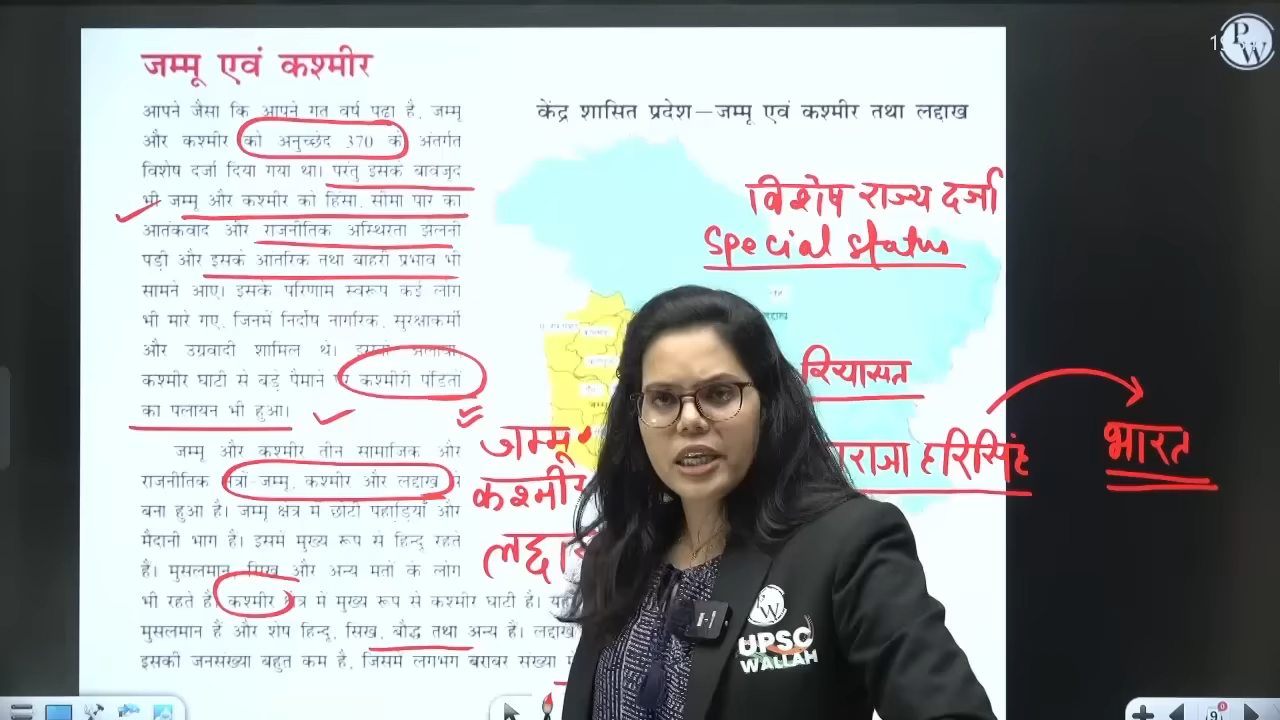 जम्मू एवं कश्मीर
आपने जैसा कि आपने गत वर्ष पढ़ा है, जम्मू
और कश्मीर को अनुच्छेद 370 के अंतर्गत
विशेष दर्जा दिया गया था। परंतु इसके बावजूद
भी जम्मू और कश्मीर को हिंसा, सीमा पार का
आतंकवाद और राजनीतिक अस्थिरता झेलनी
पड़ी और इसके आंतरिक तथा बाहरी प्रभाव भी
सामने आए। इसके परिणाम स्वरूप कई लोग
भी मारे गए, जिनमें निर्दोष नागरिक, सुरक्षाकर्मी
और उग्रवादी शामिल थे। इसके अलावा,
कश्मीर घाटी से बड़े पैमाने पर कश्मीरी पंडितों
का पलायन भी हुआ।
जम्मू और कश्मीर तीन सामाजिक और
राजनीतिक क्षेत्रों-जम्मू, कश्मीर और लद्दाख से
बना हुआ है। जम्मू क्षेत्र में छोटी पहाड़ियाँ और
मैदानी भाग है। इसमें मुख्य रूप से हिन्दू रहते
हैं। मुसलमान, सिख और अन्य मतों के लोग
भी रहते हैं। कश्मीर क्षेत्र में मुख्य रूप से कश्मीर घाटी है। यहाँ
मुसलमान हैं और शेष हिन्दू, सिख, बौद्ध तथा अन्य हैं। लद्दाख
इसकी जनसंख्या बहुत कम है, जिसमें लगभग बराबर संख्या में
केंद्र शासित प्रदेश–जम्मू एवं कश्मीर तथा लद्दाख
विशेष राज्य दर्जा
Special status
लद्दाख
रियासत
राजा हरिसिंह
भारत
जम्मू
कश्मीर
PW
UPSC
WALLAH